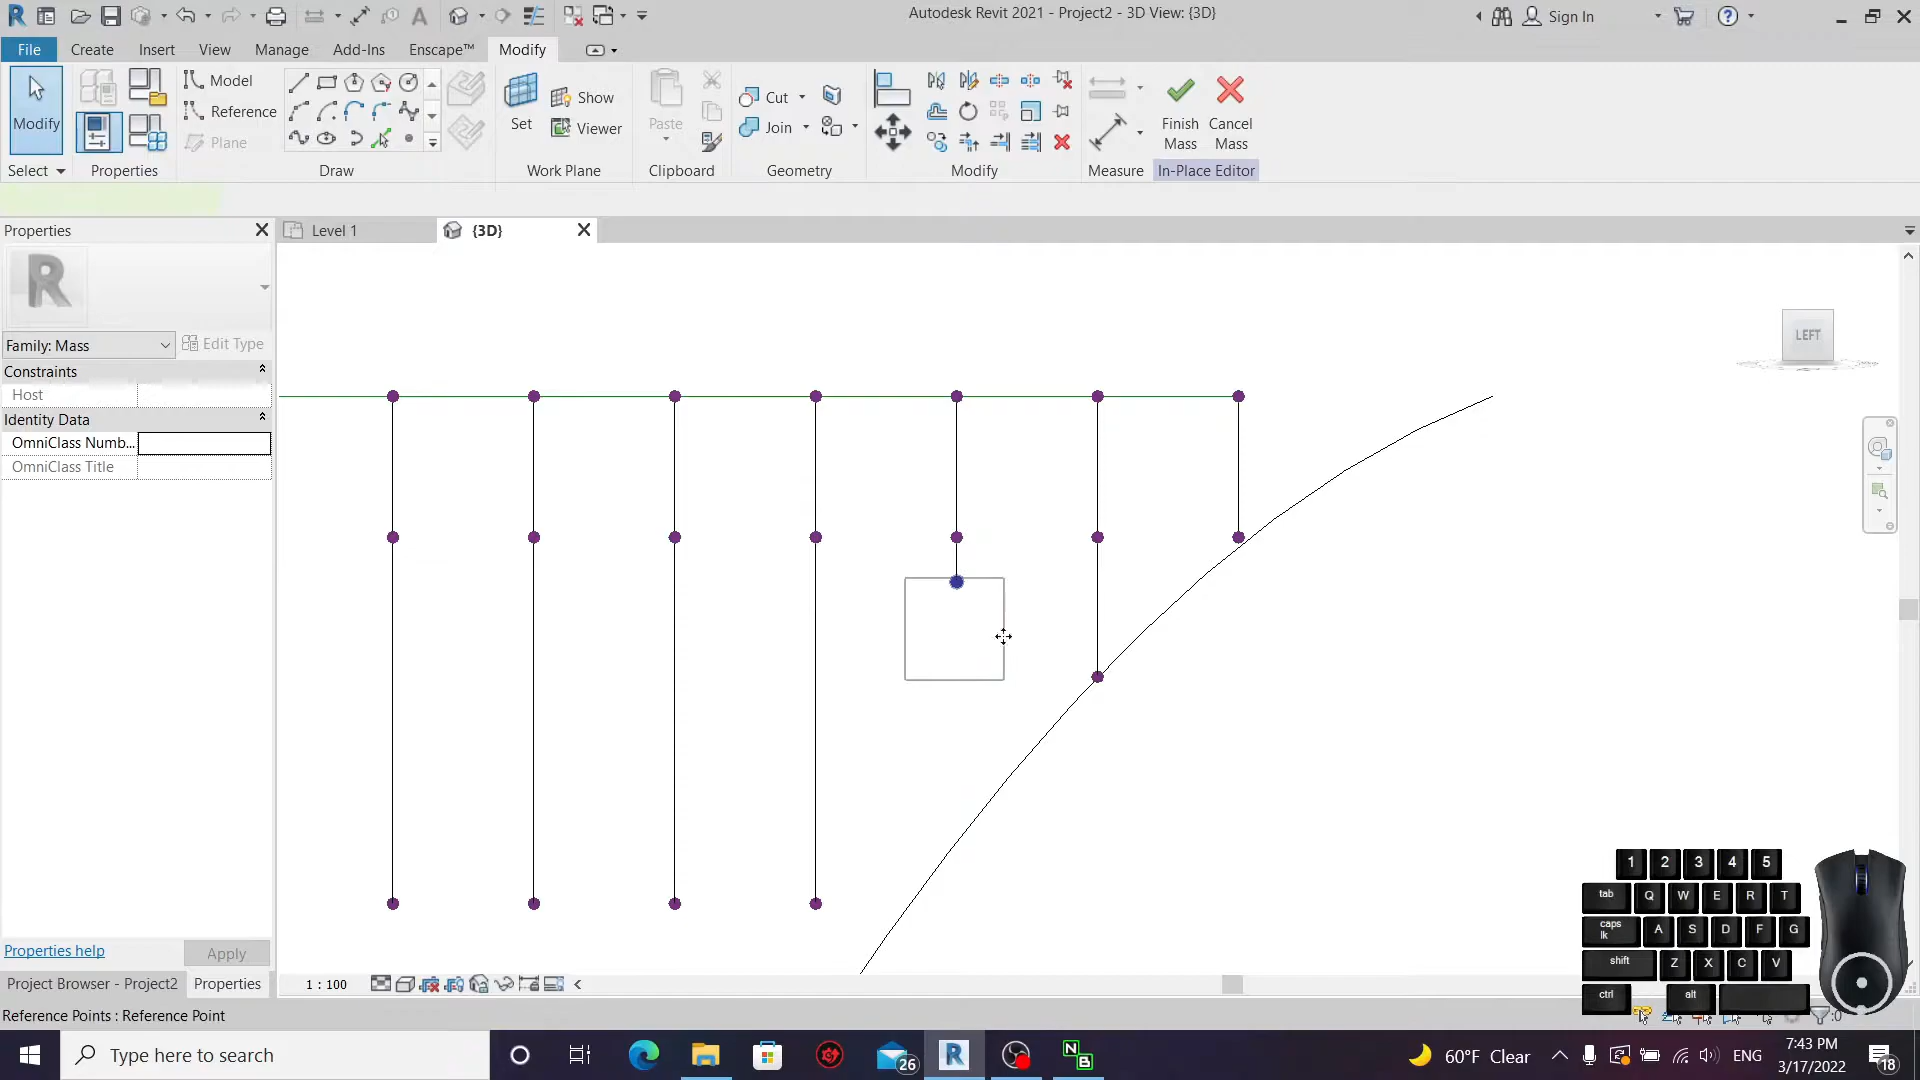 Autodesk Revit 2021 - Project2 - 3D View: {3D}
Sign In
File Create Insert View Manage Add-Ins Enscape™ Modify
Modify
Model
Reference
Plane
Set
Show
Viewer
Paste
Cut
Join
Finish Mass
Cancel Mass
Select Properties Draw Work Plane Clipboard Geometry Modify Measure In-Place Editor
Properties
Level 1
{3D}
R
Family: Mass
Edit Type
Constraints
Host
Identity Data
OmniClass Numb...
OmniClass Title
LEFT
Properties help
Apply
Project Browser - Project2
Properties
1 : 100
Reference Points : Reference Point
:0
1 2 3 4 5
tab Q W E R T
caps lk A S D F G
shift Z X C V
ctrl alt
Type here to search
26
R
N
B
60°F Clear
ENG
7:43 PM
3/17/2022
18